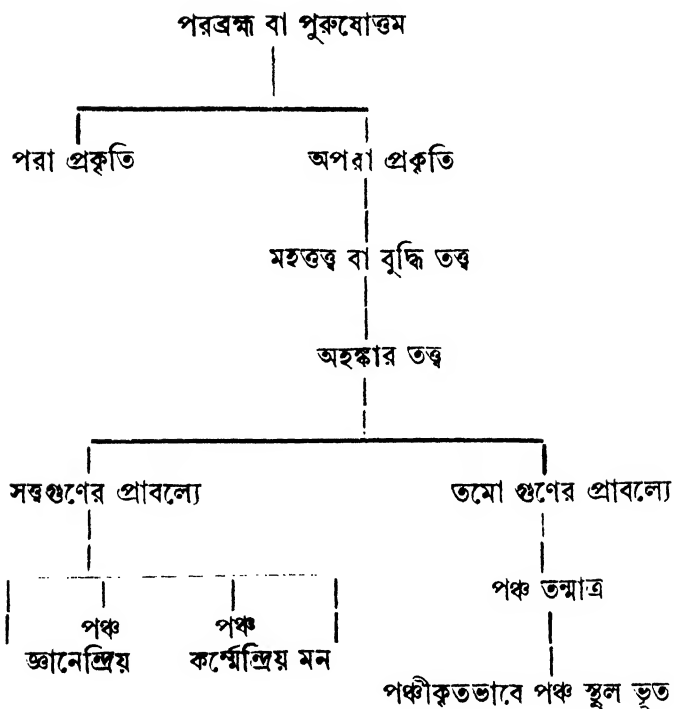 পরব্রহ্ম বা পুরুষোত্তম
পরা প্রকৃতি অপরা প্রকৃতি
মহত্তত্ত্ব বা বুদ্ধি তত্ত্ব
অহঙ্কার তত্ত্ব
সত্ত্বগুণের প্রাবল্যে তমো গুণের প্রাবল্যে
পঞ্চ তন্মাত্র
পঞ্চ পঞ্চ
জ্ঞানেন্দ্রিয় কর্ম্মেন্দ্রিয় মন
পঞ্চীকৃতভাবে পঞ্চ স্থূল ভূত